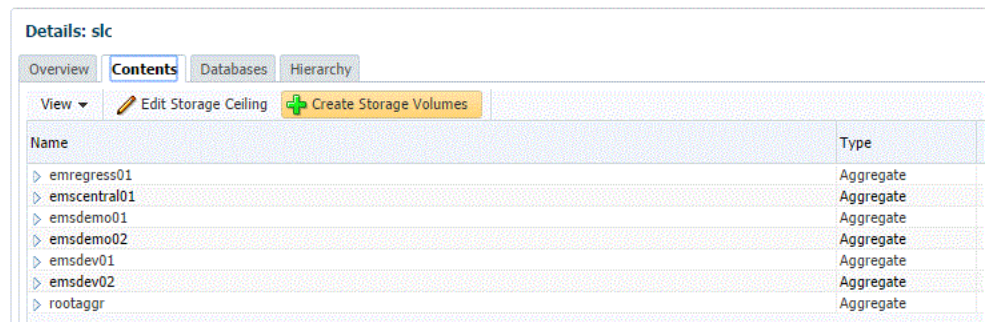 Details: slc
Overview Contents Databases Hierarchy
View Edit Storage Ceiling Create Storage Volumes
Name Type
emregress01 Aggregate
emscentral01 Aggregate
emsdemo01 Aggregate
emsdemo02 Aggregate
emsdev01 Aggregate
emsdev02 Aggregate
rootaggr Aggregate